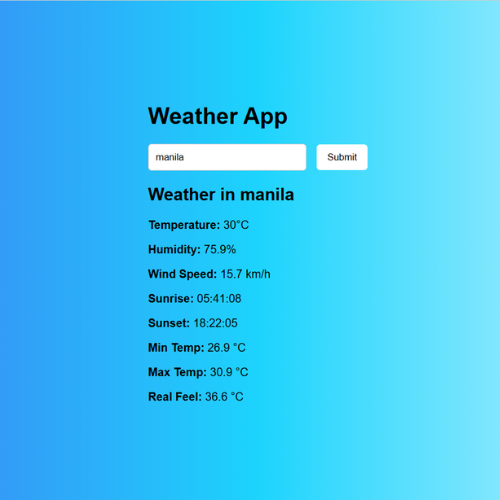 Weather App
manila Submit
Weather in manila
Temperature: 30°C
Humidity: 75.9%
Wind Speed: 15.7 km/h
Sunrise: 05:41:08
Sunset: 18:22:05
Min Temp: 26.9 °C
Max Temp: 30.9 °C
Real Feel: 36.6 °C